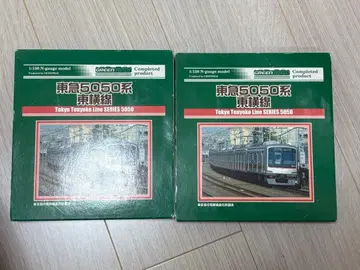 1/150 N-gauge model
GREENMAX
Completed product
東急5050系
東横線
Tokyu Touyoko Line SERIES 5050
1/150 N-gauge model
GREENMAX
Completed product
東急5050系
東横線
Tokyu Touyoko Line SERIES 5050